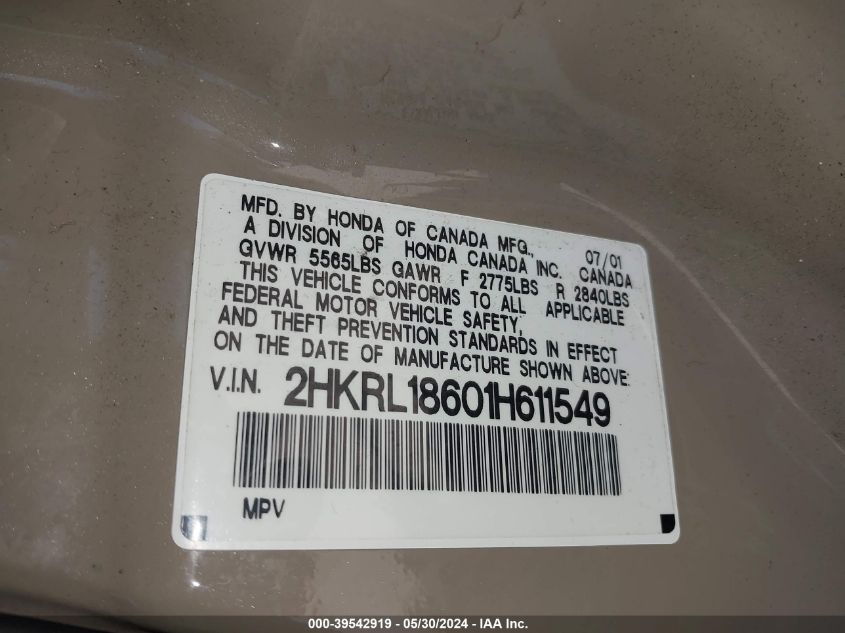 MFD. BY HONDA OF CANADA MFG., 07/01
A DIVISION OF HONDA CANADA INC. CANADA
GVWR 5565LBS GAWR F 2775LBS R 2840LBS
THIS VEHICLE CONFORMS TO ALL APPLICABLE
FEDERAL MOTOR VEHICLE SAFETY,
AND THEFT PREVENTION STANDARDS IN EFFECT
ON THE DATE OF MANUFACTURE SHOWN ABOVE.
V.I.N. 2HKRL18601H611549
MPV
000-39542919 - 05/30/2024 - IAA Inc.